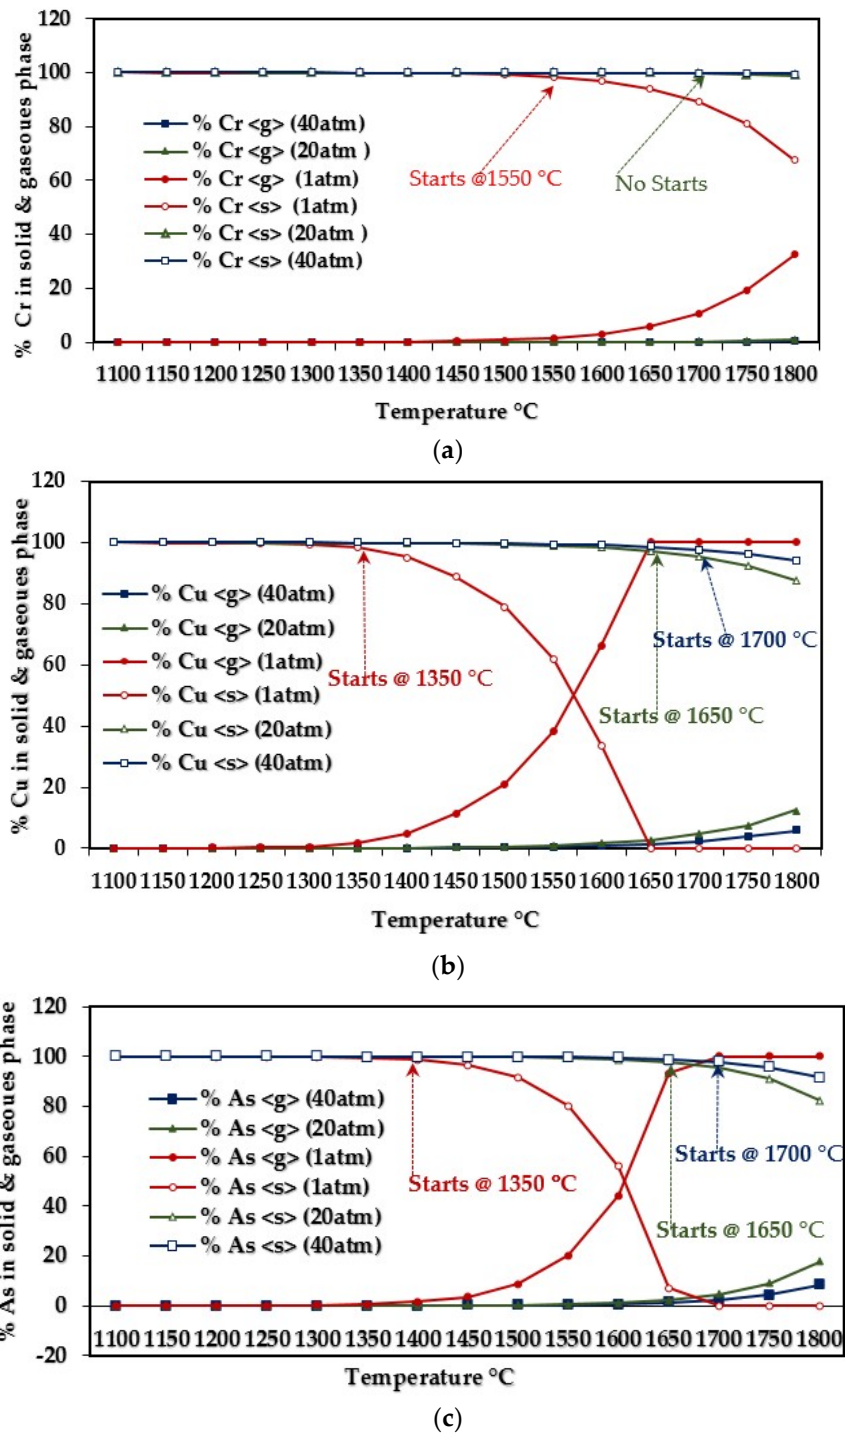 120
100
80
60
40
20
0
% Cr in solid & gaseoues phase
% Cr <g> (40atm)
% Cr <g> (20atm )
% Cr <g> (1atm)
% Cr <s> (1atm)
% Cr <s> (20atm )
% Cr <s> (40atm)
Starts @1550 °C
No Starts
1100 1150 1200 1250 1300 1350 1400 1450 1500 1550 1600 1650 1700 1750 1800
Temperature °C
(a)
120
100
80
60
40
20
0
% Cu in solid & gaseoues phase
% Cu <g> (40atm)
% Cu <g> (20atm)
% Cu <g> (1atm)
% Cu <s> (1atm)
% Cu <s> (20atm)
% Cu <s> (40atm)
Starts @ 1350 °C
Starts @ 1700 °C
Starts @ 1650 °C
1100 1150 1200 1250 1300 1350 1400 1450 1500 1550 1600 1650 1700 1750 1800
Temperature °C
(b)
120
100
80
60
40
20
0
-20
% As in solid & gaseoues phase
% As <g> (40atm)
% As <g> (20atm)
% As <g> (1atm)
% As <s> (1atm)
% As <s> (20atm)
% As <s> (40atm)
Starts @ 1350 °C
Starts @ 1700 °C
Starts @ 1650 °C
1100 1150 1200 1250 1300 1350 1400 1450 1500 1550 1600 1650 1700 1750 1800
Temperature °C
(c)